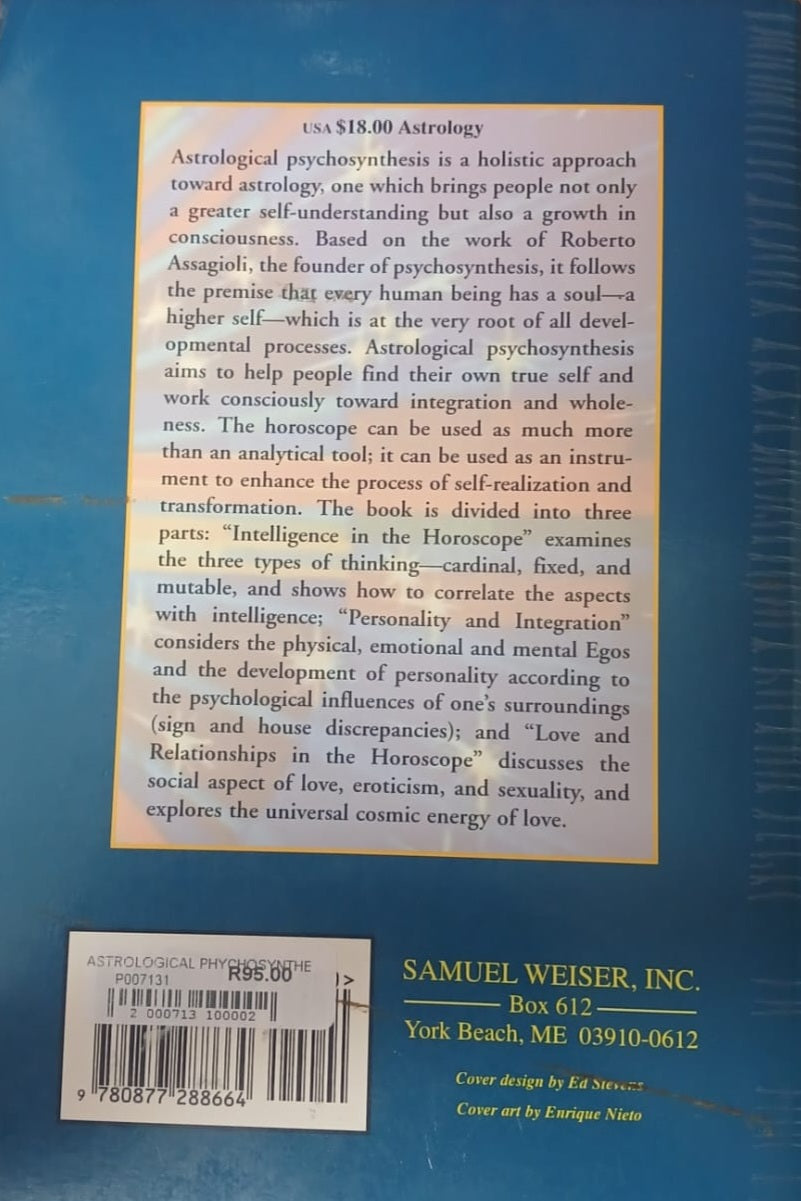 USA $18.00 Astrology
Astrological psychosynthesis is a holistic approach
toward astrology, one which brings people not only
a greater self-understanding but also a growth in
consciousness. Based on the work of Roberto
Assagioli, the founder of psychosynthesis, it follows
the premise that every human being has a soul—a
higher self—which is at the very root of all devel-
opmental processes. Astrological psychosynthesis
aims to help people find their own true self and
work consciously toward integration and whole-
ness. The horoscope can be used as much more
than an analytical tool; it can be used as an instru-
ment to enhance the process of self-realization and
transformation. The book is divided into three
parts: “Intelligence in the Horoscope” examines
the three types of thinking—cardinal, fixed, and
mutable, and shows how to correlate the aspects
with intelligence; “Personality and Integration”
considers the physical, emotional and mental Egos
and the development of personality according to
the psychological influences of one’s surroundings
(sign and house discrepancies); and “Love and
Relationships in the Horoscope” discusses the
social aspect of love, eroticism, and sexuality, and
explores the universal cosmic energy of love.
ASTROLOGICAL PHYCHOSYNTHE
P007131 R95.00
2 000713 100002
9 780877 288664
SAMUEL WEISER, INC.
Box 612
York Beach, ME 03910-0612
Cover design by Ed Stevens
Cover art by Enrique Nieto